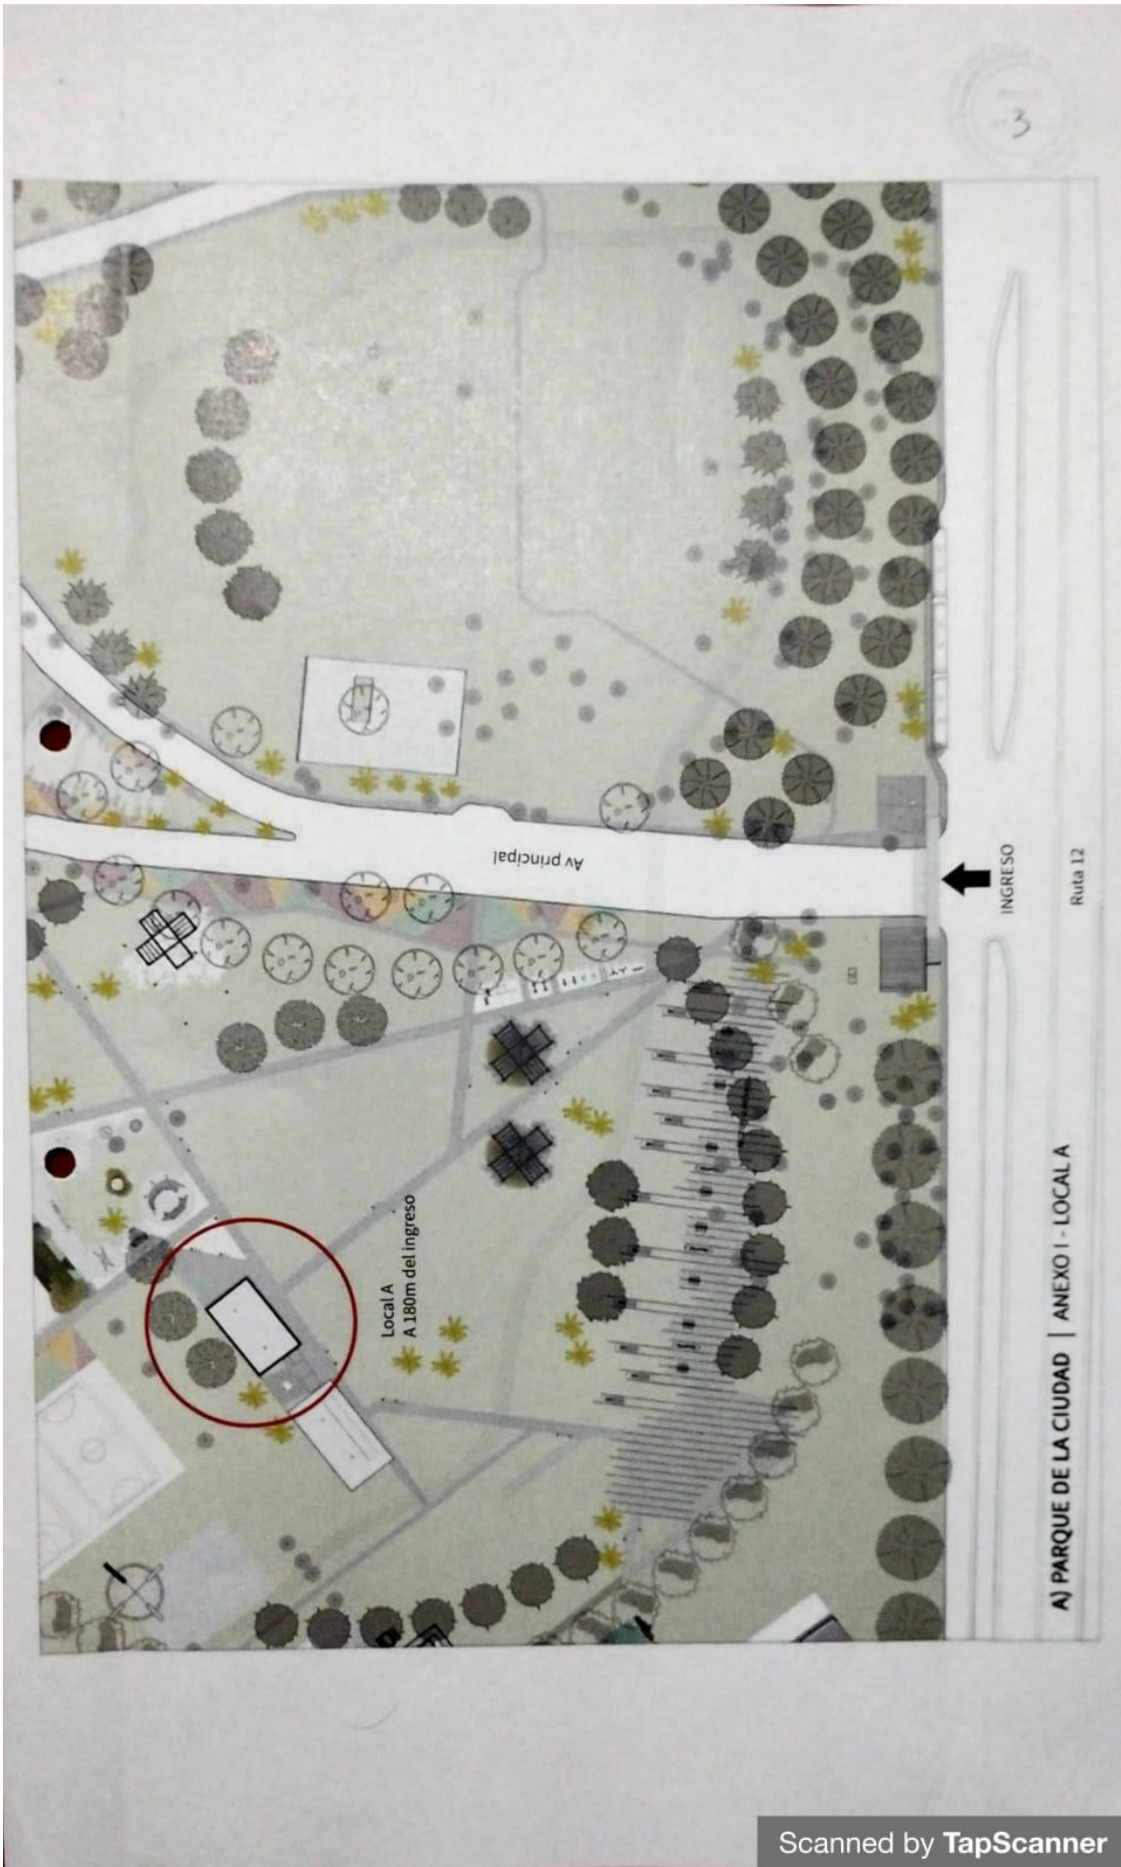 3
Av principal
INGRESO
Ruta 12
Local A
A 180m del ingreso
A) PARQUE DE LA CIUDAD | ANEXO I - LOCAL A
Scanned by TapScanner